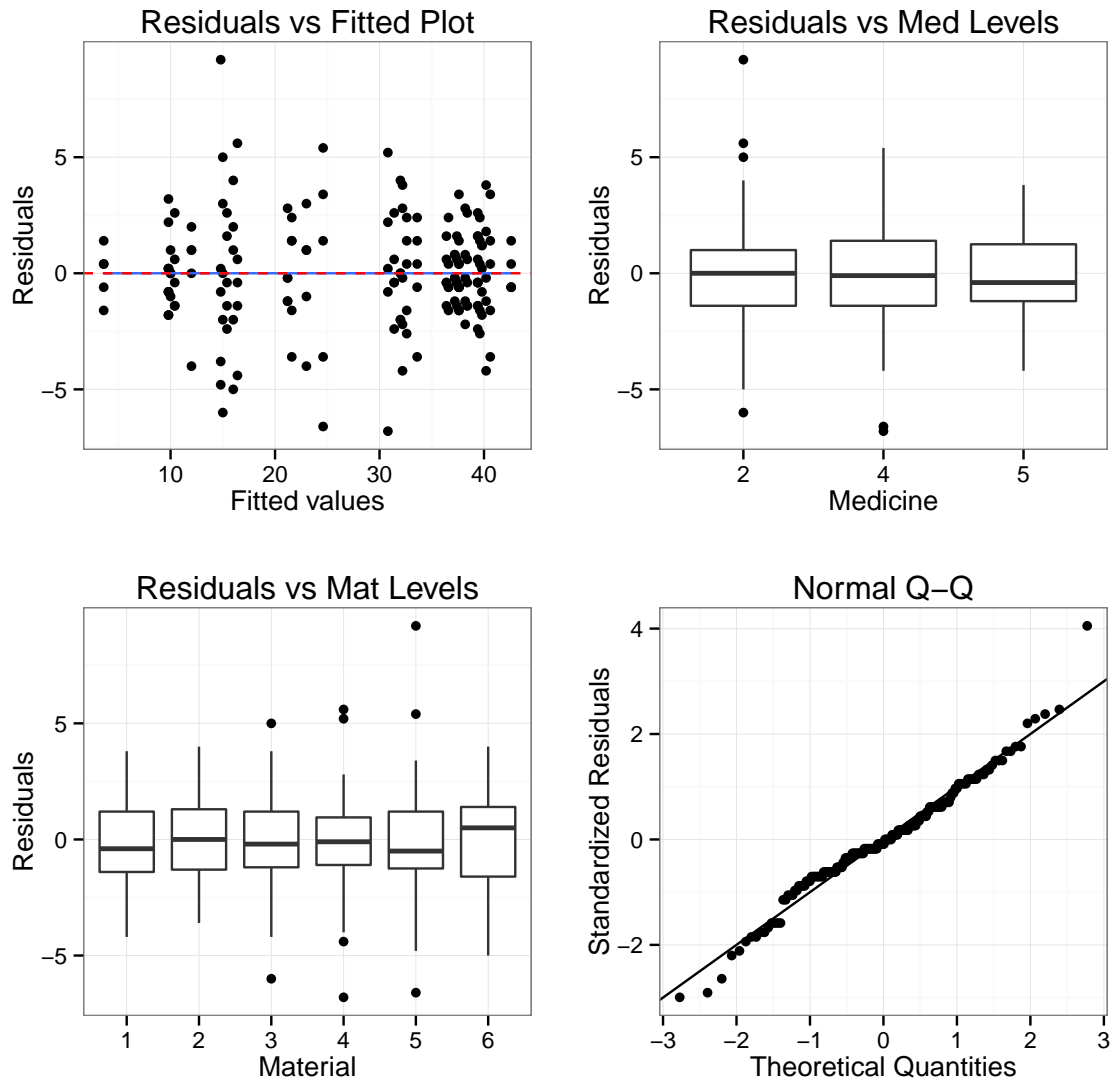 Residuals vs Fitted Plot
Residuals
5
0
−5
10 20 30 40
Fitted values
Residuals vs Med Levels
Residuals
5
0
−5
2 4 5
Medicine
Residuals vs Mat Levels
Residuals
5
0
−5
1 2 3 4 5 6
Material
Normal Q−Q
Standardized Residuals
4
2
0
−2
−3 −2 −1 0 1 2 3
Theoretical Quantities